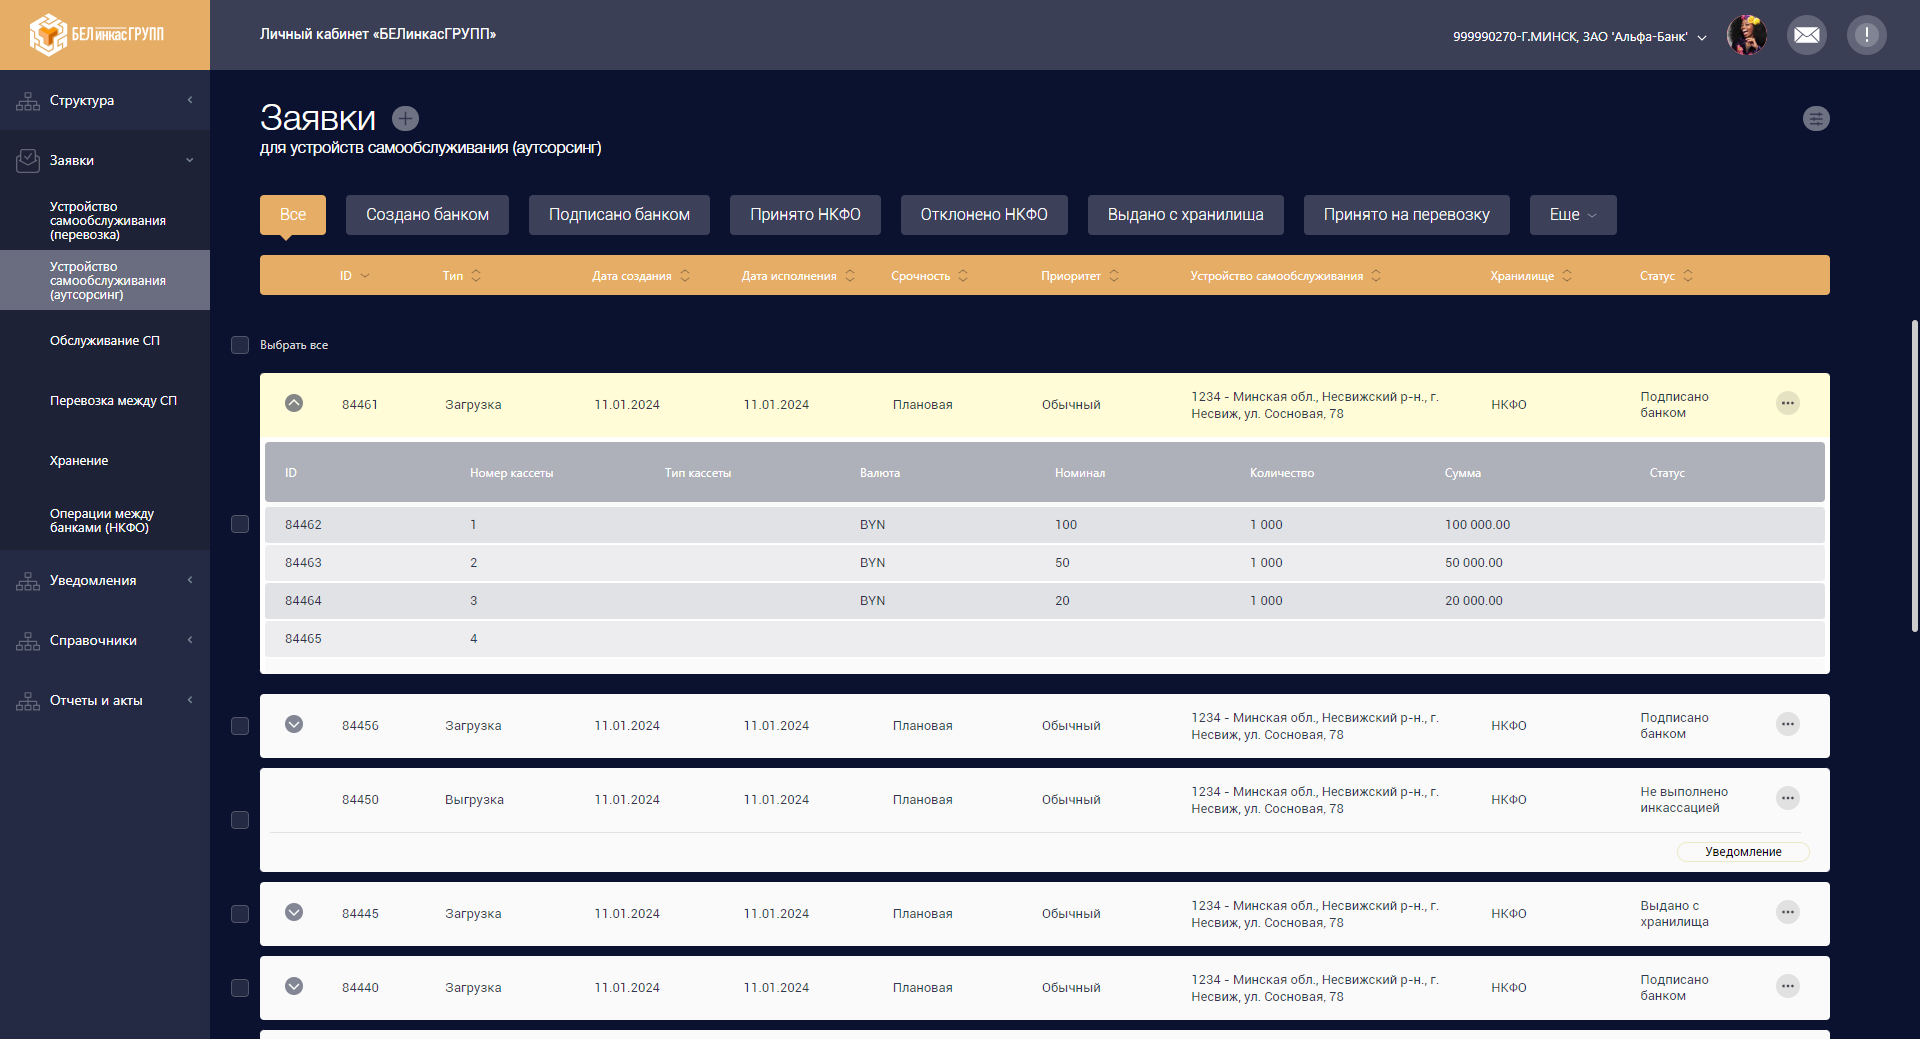 БЕЛинкасГРУПП
Личный кабинет «БЕЛинкасГРУПП»
999990270-Г.МИНСК, ЗАО 'Альфа-Банк'
Структура
Заявки
Устройство
самообслуживания
(перевозка)
Устройство
самообслуживания
(аутсорсинг)
Обслуживание СП
Перевозка между СП
Хранение
Операции между
банками (НКФО)
Уведомления
Справочники
Отчеты и акты
Заявки
для устройств самообслуживания (аутсорсинг)
Все Создано банком Подписано банком Принято НКФО Отклонено НКФО Выдано с хранилища Принято на перевозку Еще
ID Тип Дата создания Дата исполнения Срочность Приоритет Устройство самообслуживания Хранилище Статус
Выбрать все
84461 Загрузка 11.01.2024 11.01.2024 Плановая Обычный 1234 - Минская обл., Несвижский р-н., г. НКФО Подписано
Несвиж, ул. Сосновая, 78 банком
ID Номер кассеты Тип кассеты Валюта Номинал Количество Сумма Статус
84462 1 BYN 100 1 000 100 000.00
84463 2 BYN 50 1 000 50 000.00
84464 3 BYN 20 1 000 20 000.00
84465 4
84456 Загрузка 11.01.2024 11.01.2024 Плановая Обычный 1234 - Минская обл., Несвижский р-н., г. НКФО Подписано
Несвиж, ул. Сосновая, 78 банком
84450 Выгрузка 11.01.2024 11.01.2024 Плановая Обычный 1234 - Минская обл., Несвижский р-н., г. НКФО Не выполнено
Несвиж, ул. Сосновая, 78 инкассацией
Уведомление
84445 Загрузка 11.01.2024 11.01.2024 Плановая Обычный 1234 - Минская обл., Несвижский р-н., г. НКФО Выдано с
Несвиж, ул. Сосновая, 78 хранилища
84440 Загрузка 11.01.2024 11.01.2024 Плановая Обычный 1234 - Минская обл., Несвижский р-н., г. НКФО Подписано
Несвиж, ул. Сосновая, 78 банком